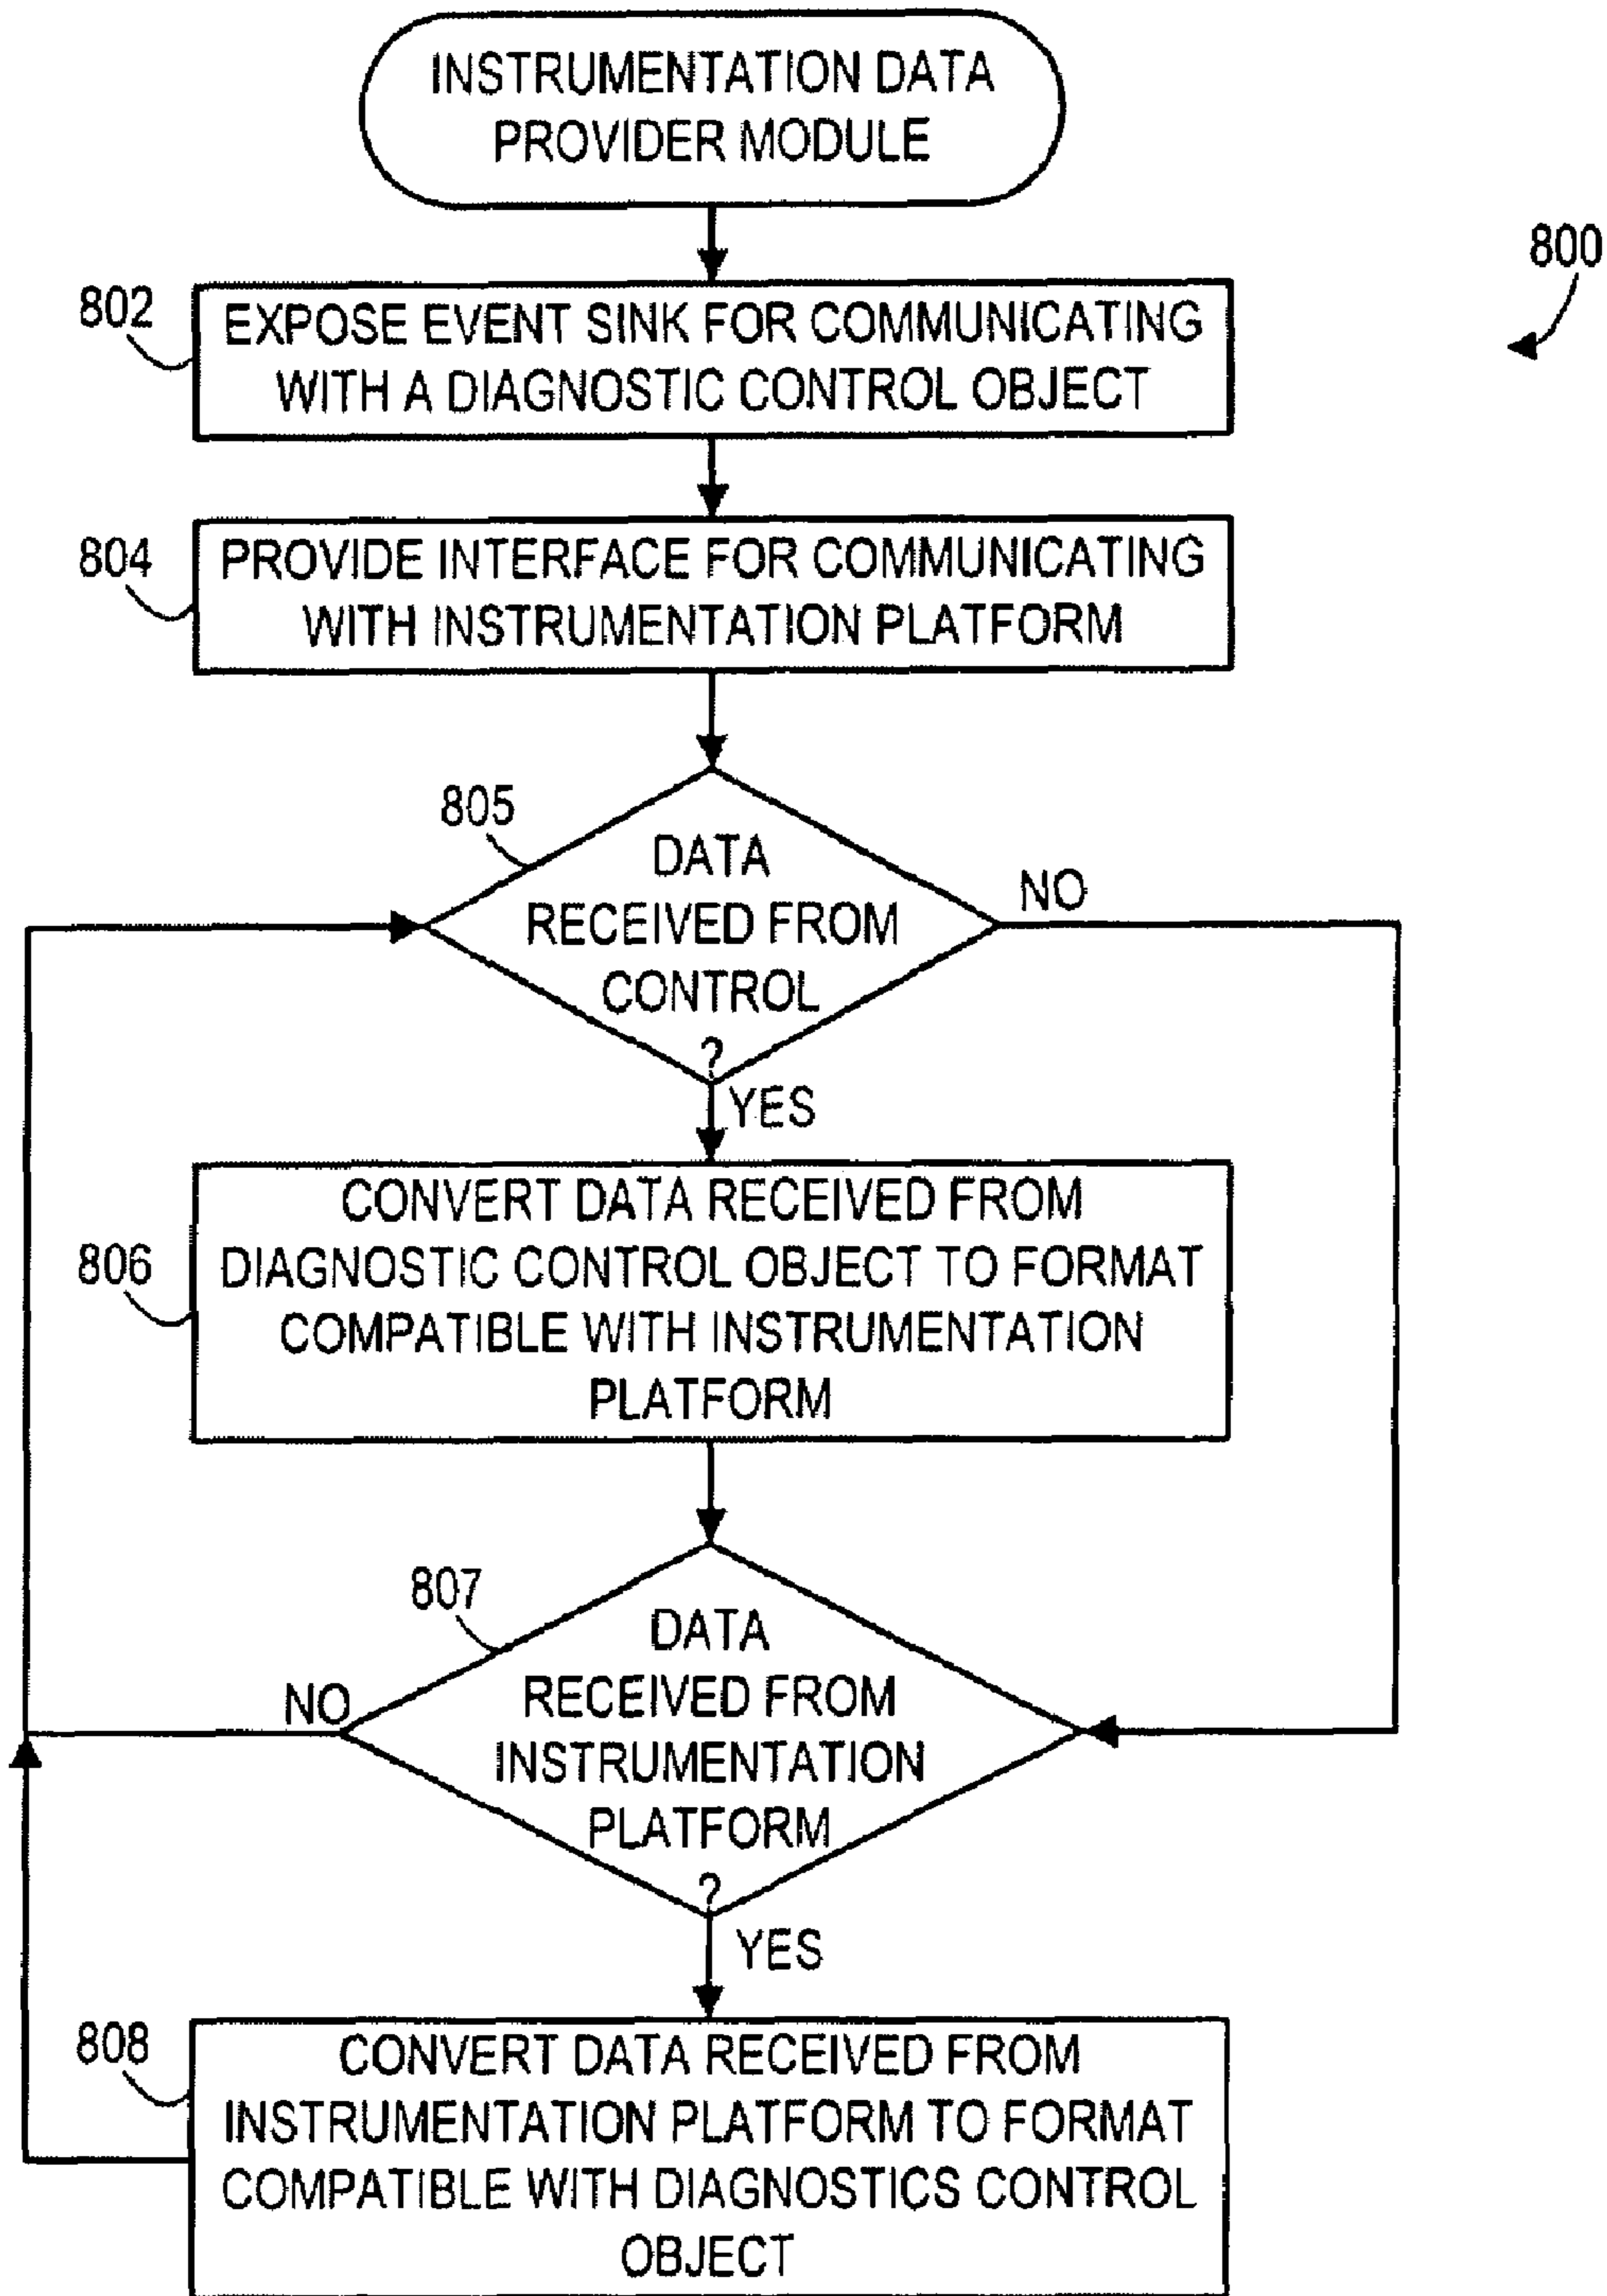 INSTRUMENTATION DATA
PROVIDER MODULE
800
802
EXPOSE EVENT SINK FOR COMMUNICATING
WITH A DIAGNOSTIC CONTROL OBJECT
804
PROVIDE INTERFACE FOR COMMUNICATING
WITH INSTRUMENTATION PLATFORM
805
DATA
RECEIVED FROM
CONTROL
?
NO
YES
806
CONVERT DATA RECEIVED FROM
DIAGNOSTIC CONTROL OBJECT TO FORMAT
COMPATIBLE WITH INSTRUMENTATION
PLATFORM
807
DATA
RECEIVED FROM
INSTRUMENTATION
PLATFORM
?
NO
YES
808
CONVERT DATA RECEIVED FROM
INSTRUMENTATION PLATFORM TO FORMAT
COMPATIBLE WITH DIAGNOSTICS CONTROL
OBJECT